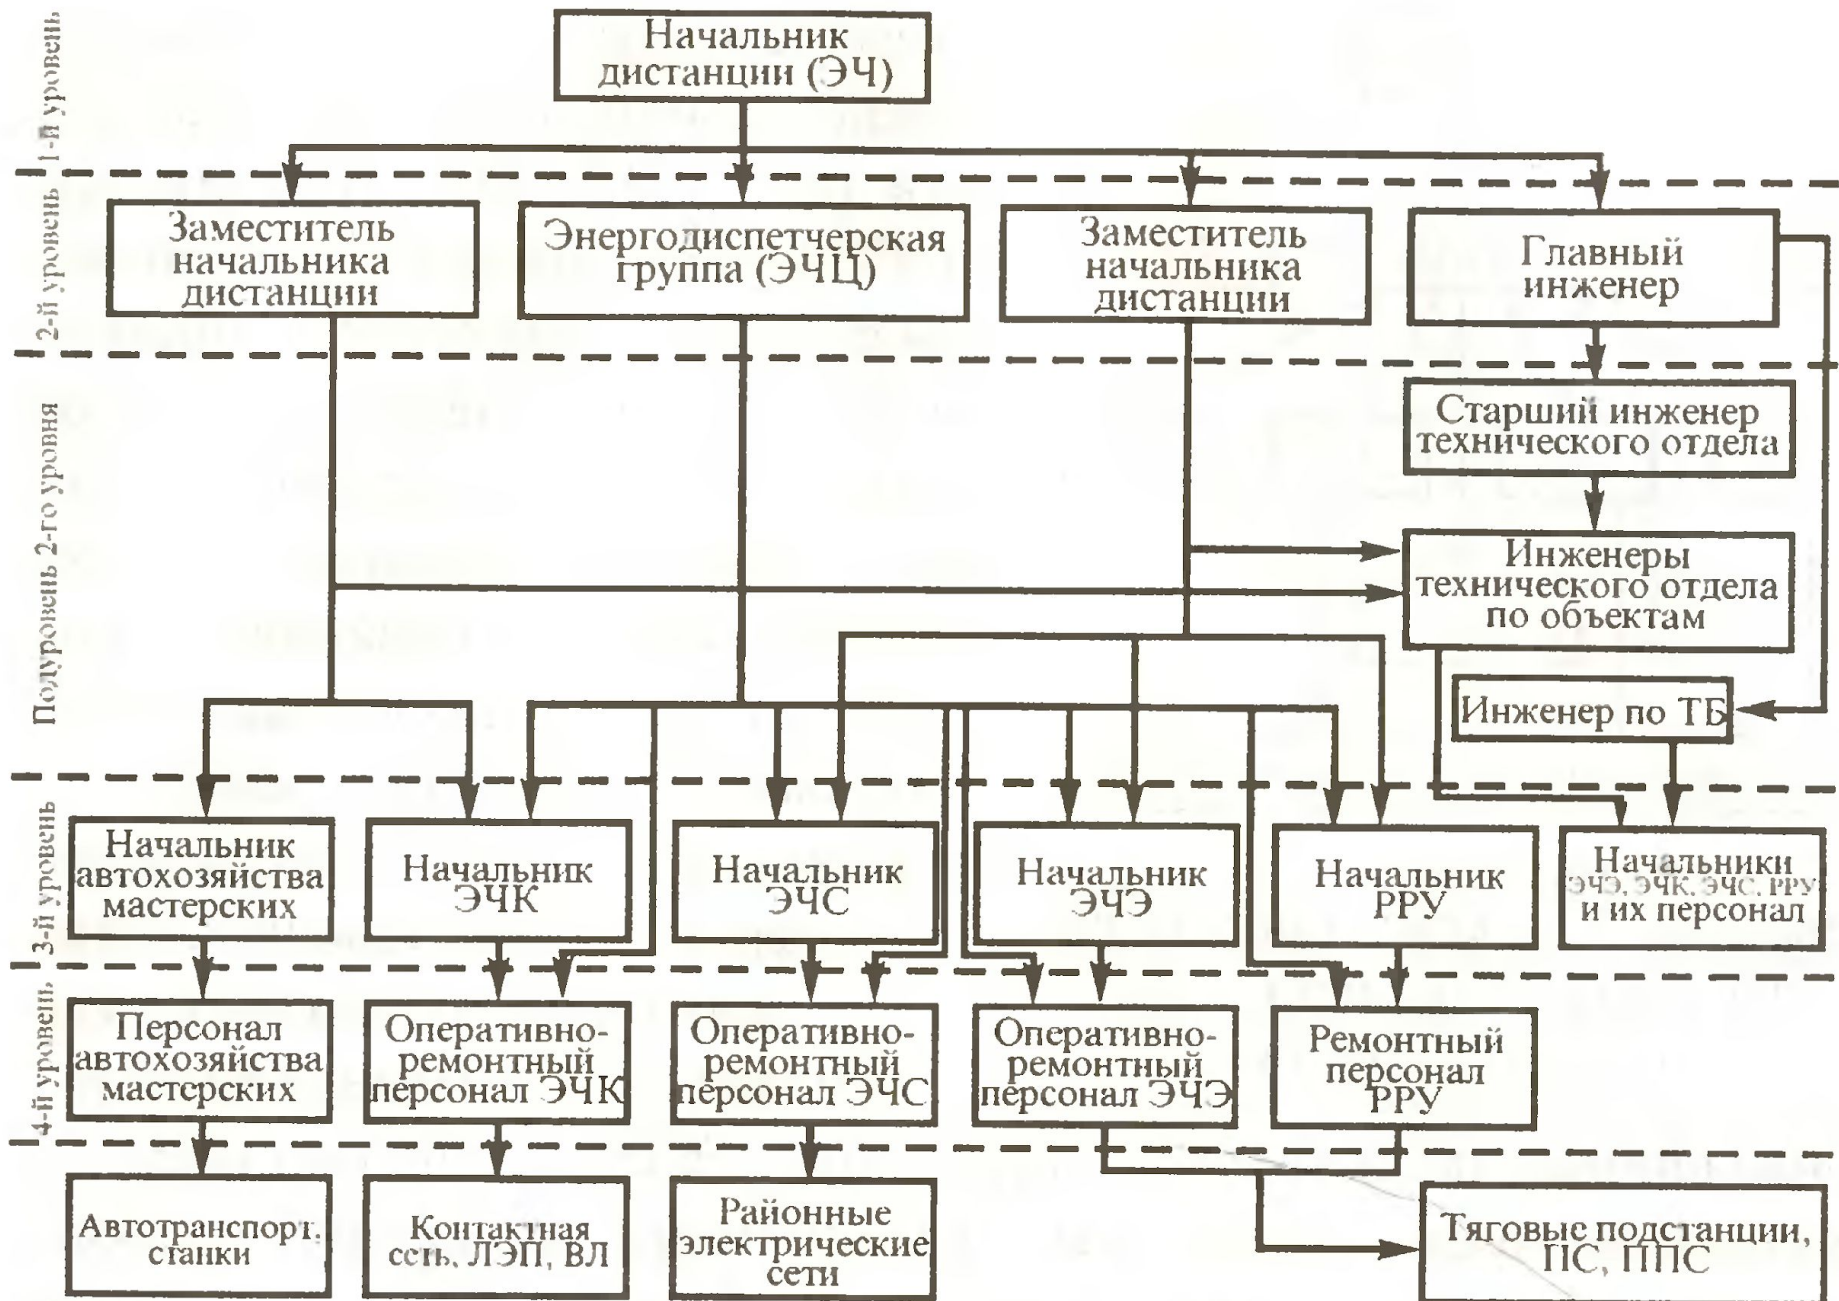 1-й уровень
Начальник
дистанции (ЭЧ)
2-й уровень
Заместитель
начальника
дистанции
Энергодиспетчерская
группа (ЭЧЦ)
Заместитель
начальника
дистанции
Главный
инженер
Подуровень 2-го уровня
Старший инженер
технического отдела
Инженеры
технического отдела
по объектам
Инженер по ТБ
3-й уровень
Начальник
автохозяйства
мастерских
Начальник
ЭЧК
Начальник
ЭЧС
Начальник
ЭЧЭ
Начальник
РРУ
Начальники
ЭЧЭ, ЭЧК, ЭЧС, РРУ
и их персонал
4-й уровень
Персонал
автохозяйства
мастерских
Оперативно-
ремонтный
персонал ЭЧК
Оперативно-
ремонтный
персонал ЭЧС
Оперативно-
ремонтный
персонал ЭЧЭ
Ремонтный
персонал
РРУ
Автотранспорт,
станки
Контактная
сеть, ЛЭП, ВЛ
Районные
электрические
сети
Тяговые подстанции,
ПС, ППС